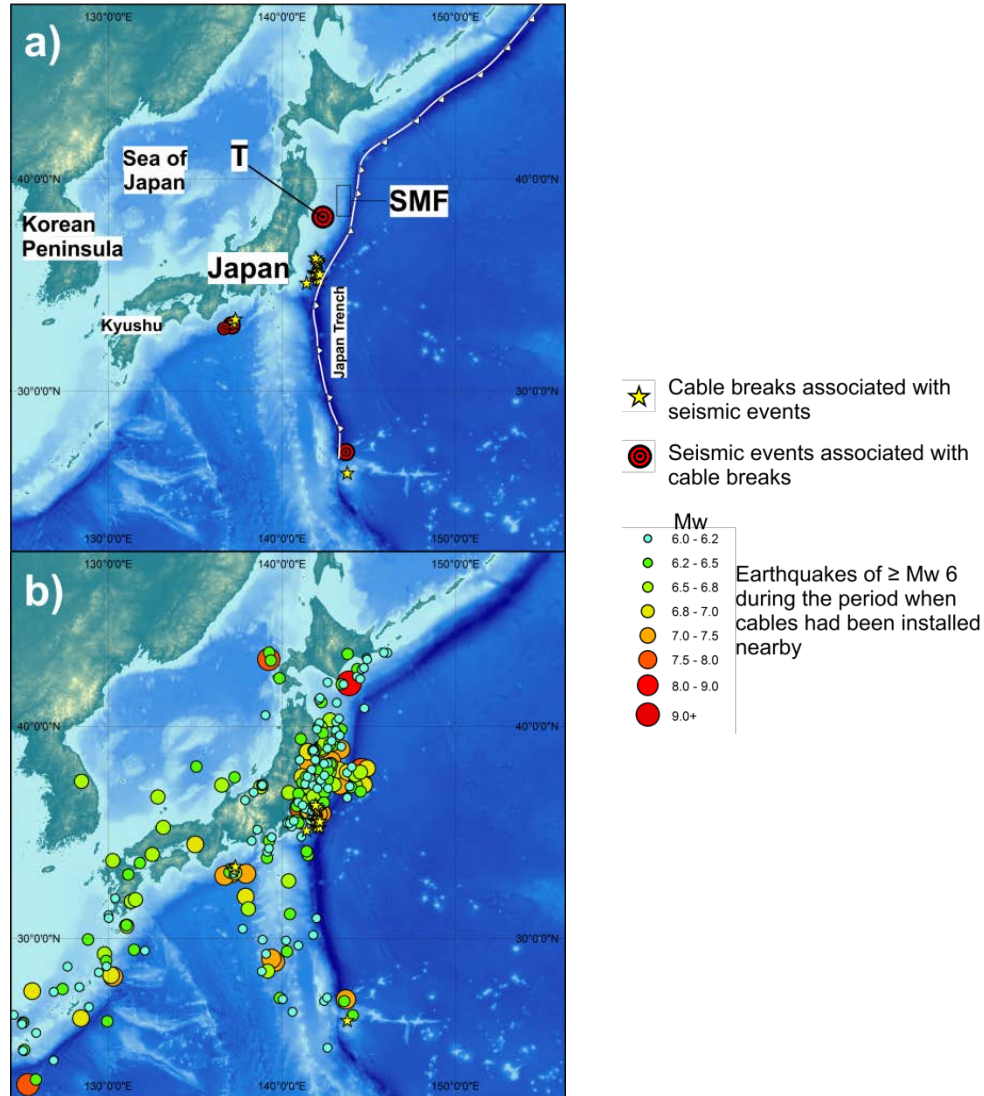 130°0'0"E 140°0'0"E 150°0'0"E
a)
T
Sea of
Japan
40°0'0"N 40°0'0"N
SMF
Korean
Peninsula
Japan
Kyushu
Japan Trench
30°0'0"N 30°0'0"N
130°0'0"E 140°0'0"E 150°0'0"E
b)
40°0'0"N 40°0'0"N
30°0'0"N 30°0'0"N
130°0'0"E 140°0'0"E 150°0'0"E
Cable breaks associated with
seismic events
Seismic events associated with
cable breaks
Mw
6.0 - 6.2
6.2 - 6.5
6.5 - 6.8
6.8 - 7.0
7.0 - 7.5
7.5 - 8.0
8.0 - 9.0
9.0+
Earthquakes of ≥ Mw 6
during the period when
cables had been installed
nearby